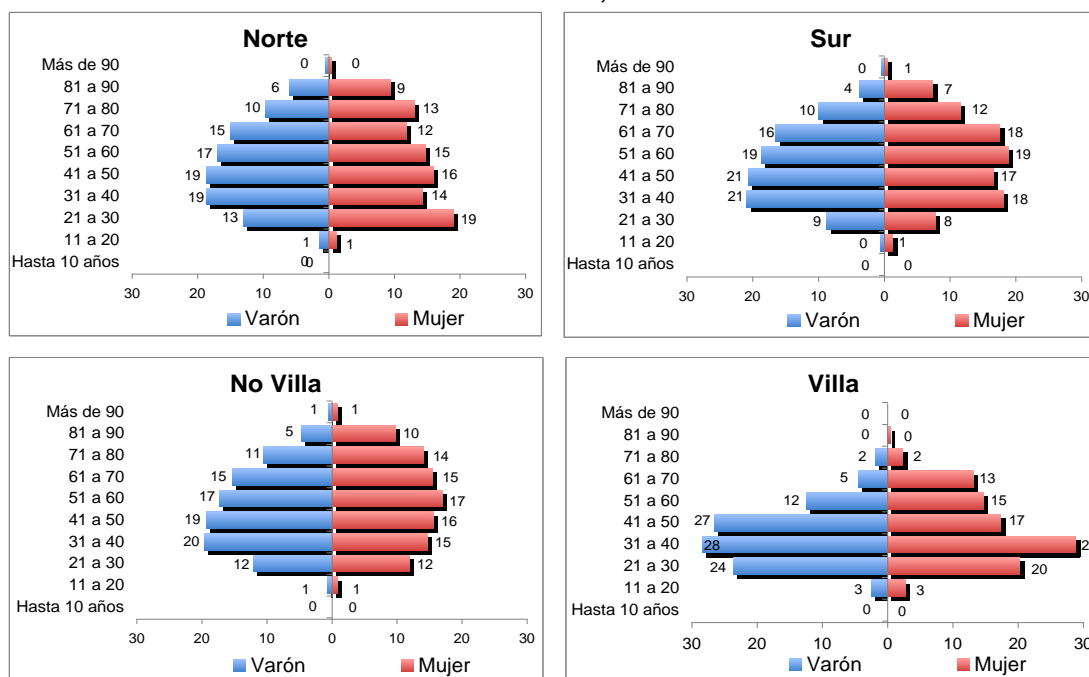 Norte
Más de 90 0 0
81 a 90 6 9
71 a 80 10 13
61 a 70 15 12
51 a 60 17 15
41 a 50 19 16
31 a 40 19 14
21 a 30 13 19
11 a 20 1 1
Hasta 10 años 0 0
30 20 10 0 10 20 30
Varón Mujer
Sur
Más de 90 0 1
81 a 90 4 7
71 a 80 10 12
61 a 70 16 18
51 a 60 19 19
41 a 50 21 17
31 a 40 21 18
21 a 30 9 8
11 a 20 0 1
Hasta 10 años 0 0
30 20 10 0 10 20 30
Varón Mujer
No Villa
Más de 90 1 1
81 a 90 5 10
71 a 80 11 14
61 a 70 15 15
51 a 60 17 17
41 a 50 19 16
31 a 40 20 15
21 a 30 12 12
11 a 20 1 1
Hasta 10 años 0 0
30 20 10 0 10 20 30
Varón Mujer
Villa
Más de 90 0 0
81 a 90 0 0
71 a 80 2 2
61 a 70 5 13
51 a 60 12 15
41 a 50 27 17
31 a 40 28
21 a 30 24 20
11 a 20 3 3
Hasta 10 años 0 0
30 20 10 0 10 20 30
Varón Mujer